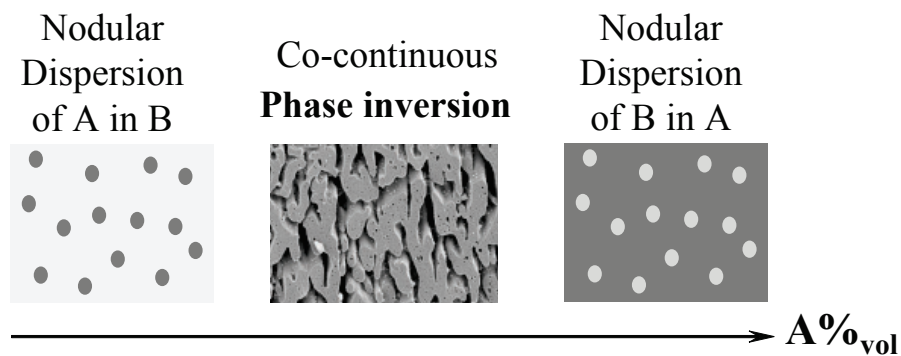 Nodular
Dispersion
of A in B
Co-continuous
Phase inversion
Nodular
Dispersion
of B in A
A%vol